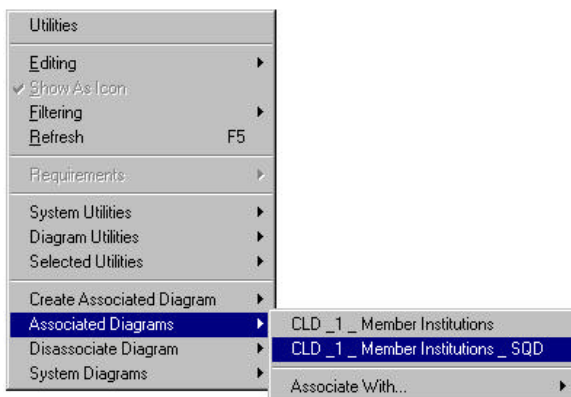 Utilities
Editing
Show As Icon
Filtering
Refresh F5
Requirements
System Utilities
Diagram Utilities
Selected Utilities
Create Associated Diagram
Associated Diagrams
Disassociate Diagram
System Diagrams
CLD _1 _ Member Institutions
CLD _1 _ Member Institutions _ SQD
Associate With...